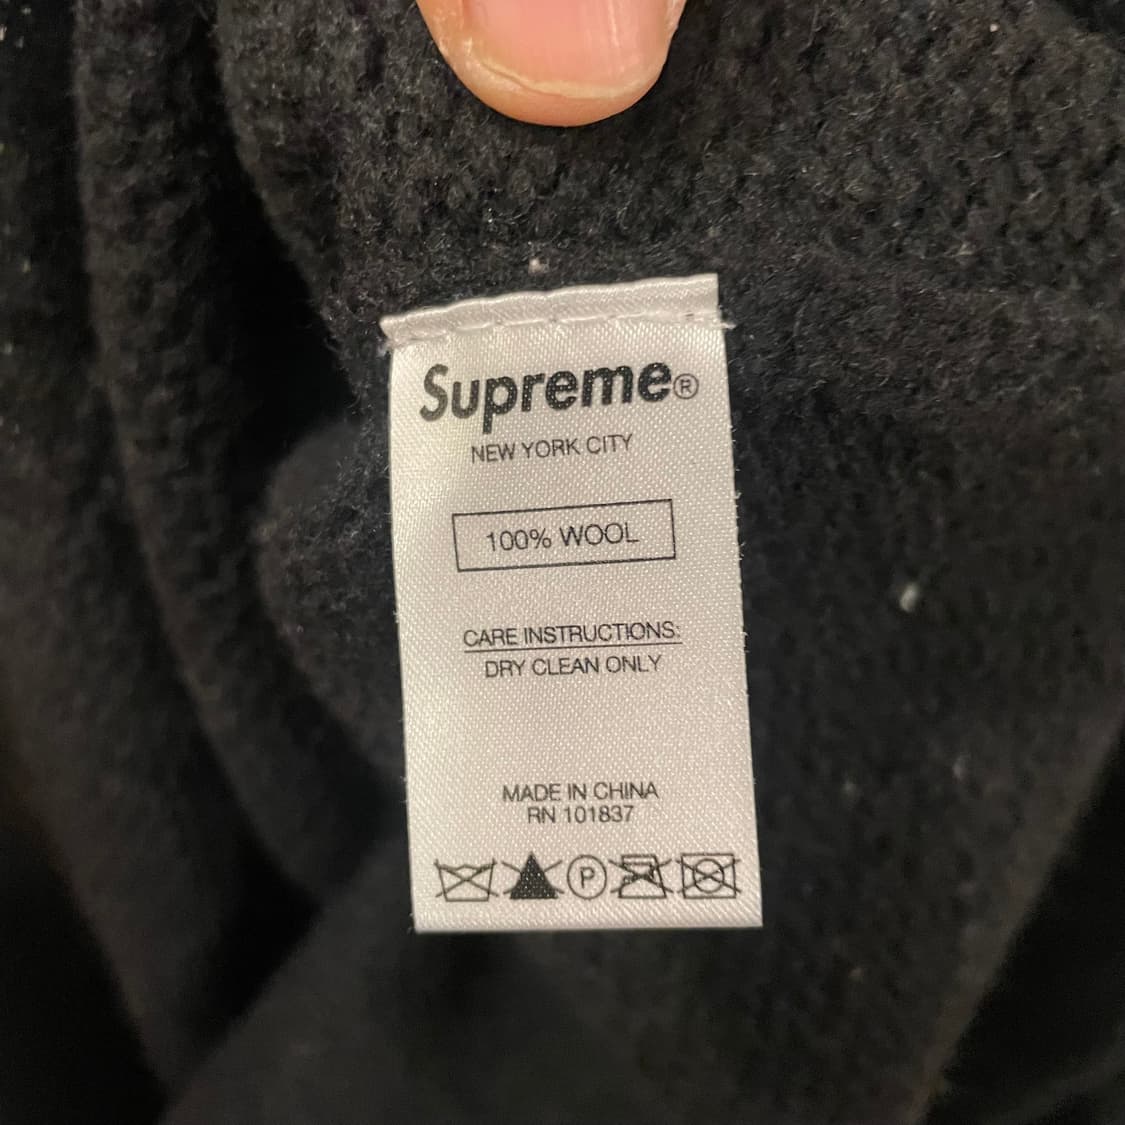 Supreme®
NEW YORK CITY
100% WOOL
CARE INSTRUCTIONS:
DRY CLEAN ONLY
MADE IN CHINA
RN 101837
P